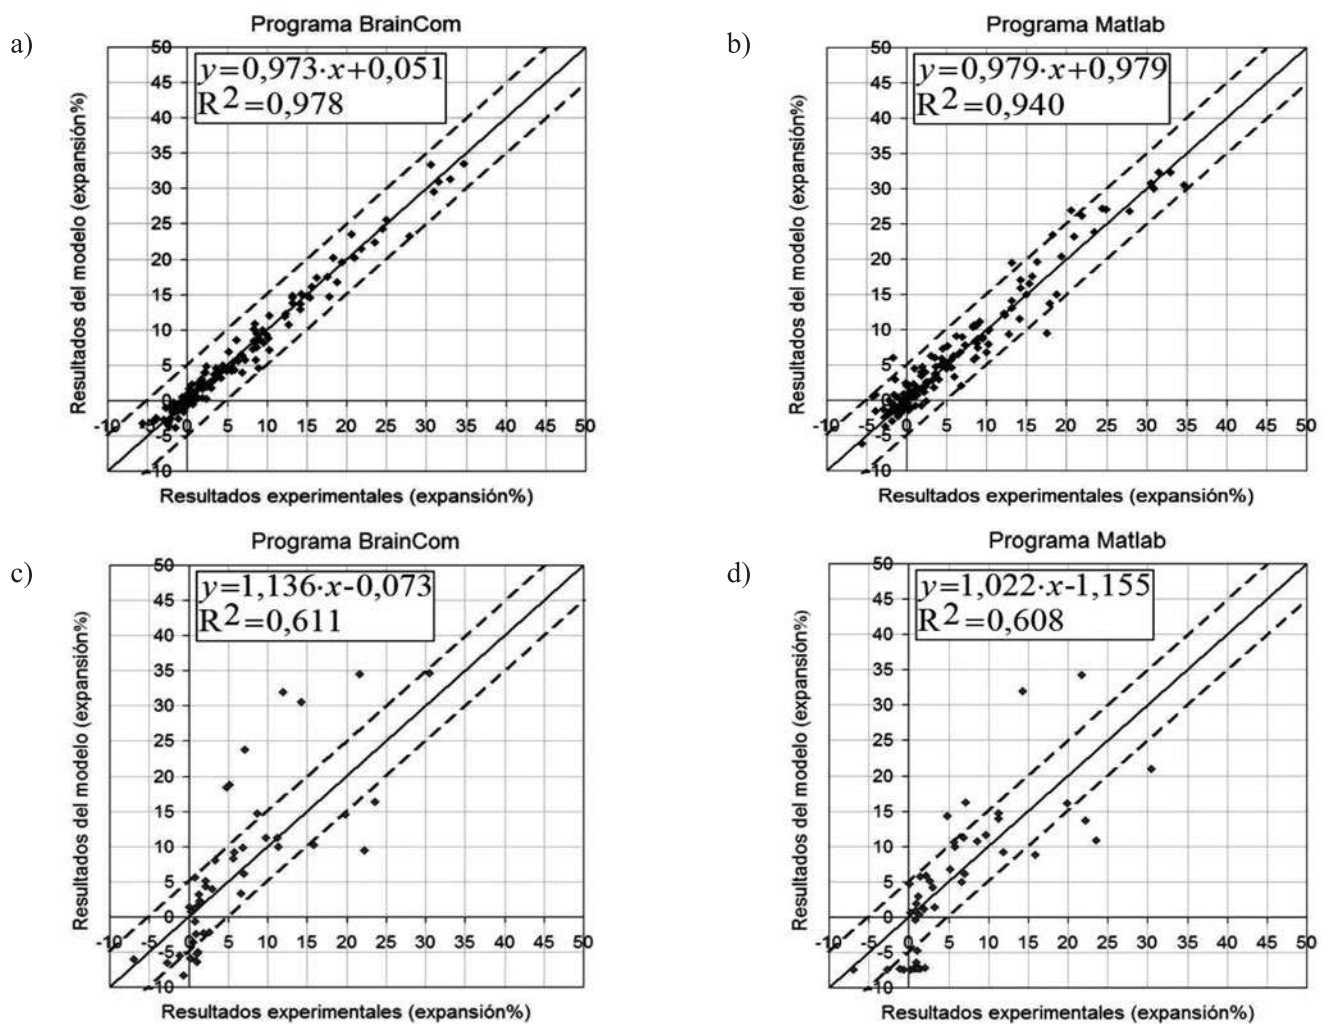 a)
Programa BrainCom
50
45
40
35
30
25
20
15
10
5
0
-5
-10
y=0,973·x+0,051
R2=0,978
-10 -5 0 5 10 15 20 25 30 35 40 45 50
Resultados del modelo (expansión%)
Resultados experimentales (expansión%)
b)
Programa Matlab
50
45
40
35
30
25
20
15
10
5
0
-5
-10
y=0,979·x+0,979
R2=0,940
-10 -5 0 5 10 15 20 25 30 35 40 45 50
Resultados del modelo (expansión%)
Resultados experimentales (expansión%)
c)
Programa BrainCom
50
45
40
35
30
25
20
15
10
5
0
-5
-10
y=1,136·x-0,073
R2=0,611
-10 -5 0 5 10 15 20 25 30 35 40 45 50
Resultados del modelo (expansión%)
Resultados experimentales (expansión%)
d)
Programa Matlab
50
45
40
35
30
25
20
15
10
5
0
-5
-10
y=1,022·x-1,155
R2=0,608
-10 -5 0 5 10 15 20 25 30 35 40 45 50
Resultados del modelo (expansión%)
Resultados experimentales (expansión%)